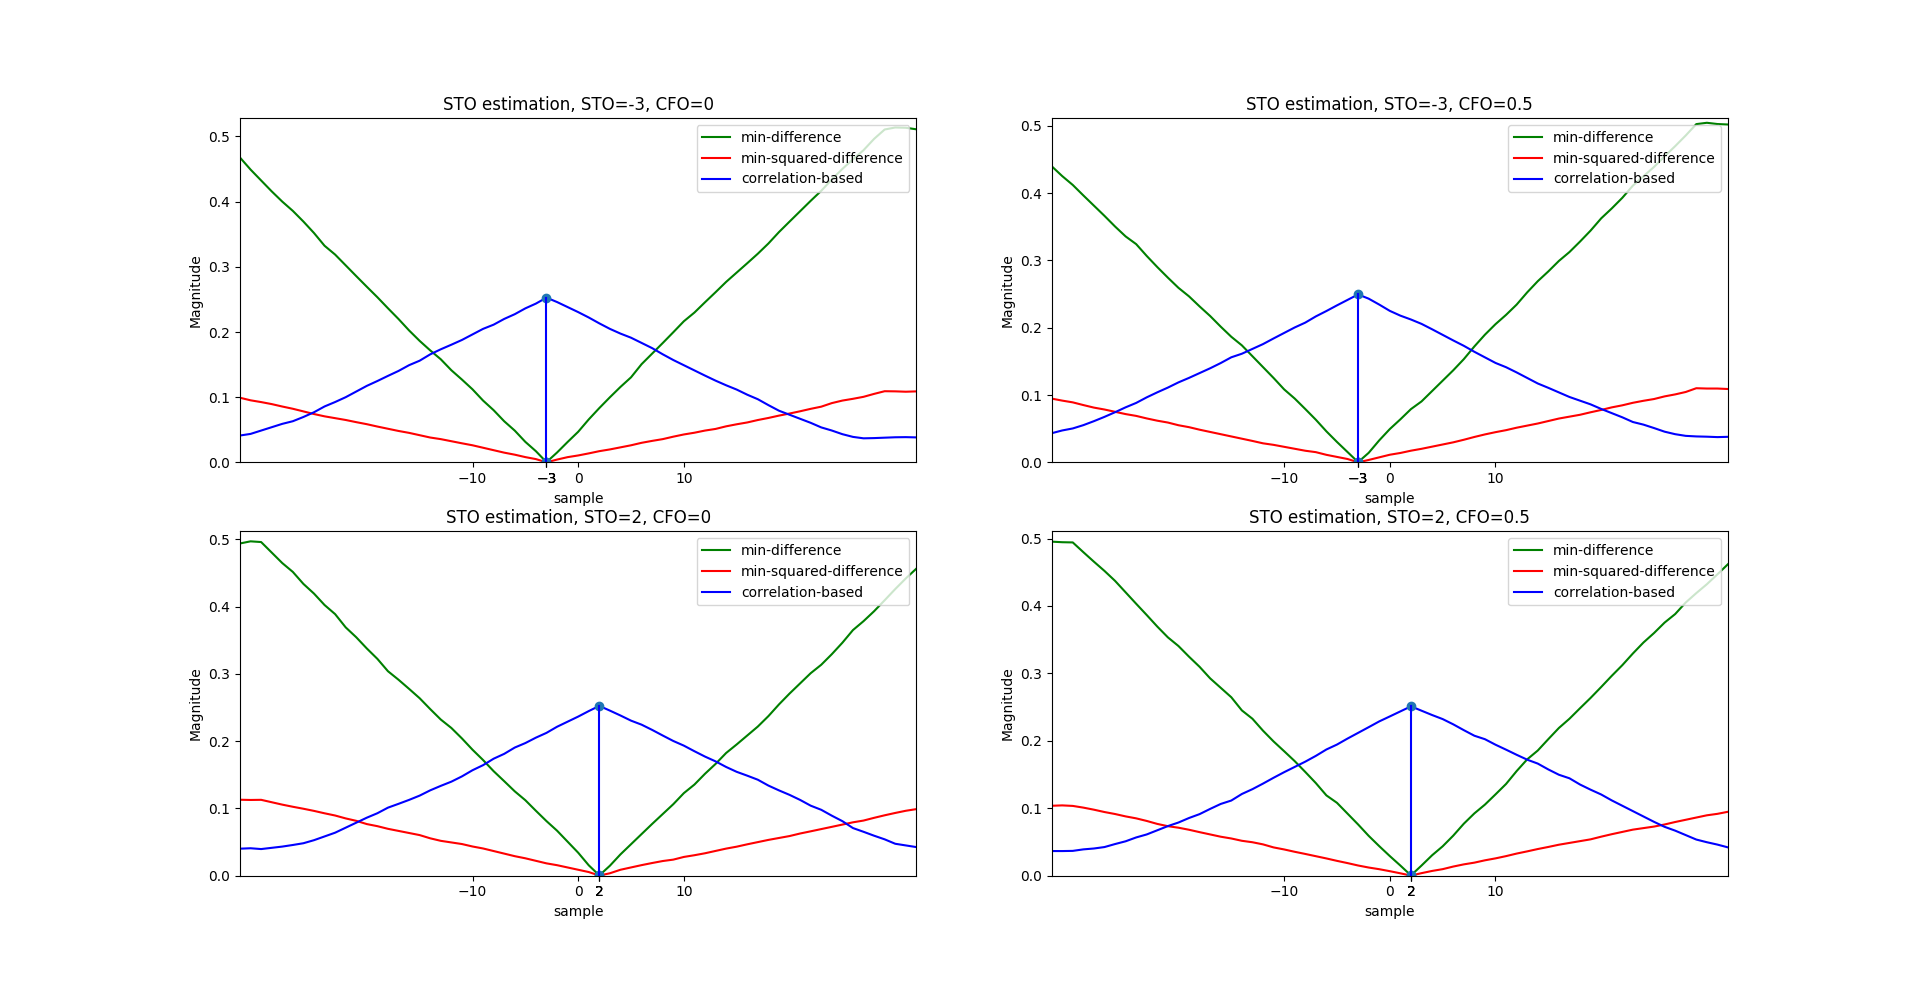 STO estimation, STO=-3, CFO=0
Magnitude
0.5
0.4
0.3
0.2
0.1
0.0
min-difference
min-squared-difference
correlation-based
−10 −3 0 10
sample
STO estimation, STO=-3, CFO=0.5
Magnitude
0.5
0.4
0.3
0.2
0.1
0.0
min-difference
min-squared-difference
correlation-based
−10 −3 0 10
sample
STO estimation, STO=2, CFO=0
Magnitude
0.5
0.4
0.3
0.2
0.1
0.0
min-difference
min-squared-difference
correlation-based
−10 0 2 10
sample
STO estimation, STO=2, CFO=0.5
Magnitude
0.5
0.4
0.3
0.2
0.1
0.0
min-difference
min-squared-difference
correlation-based
−10 0 2 10
sample